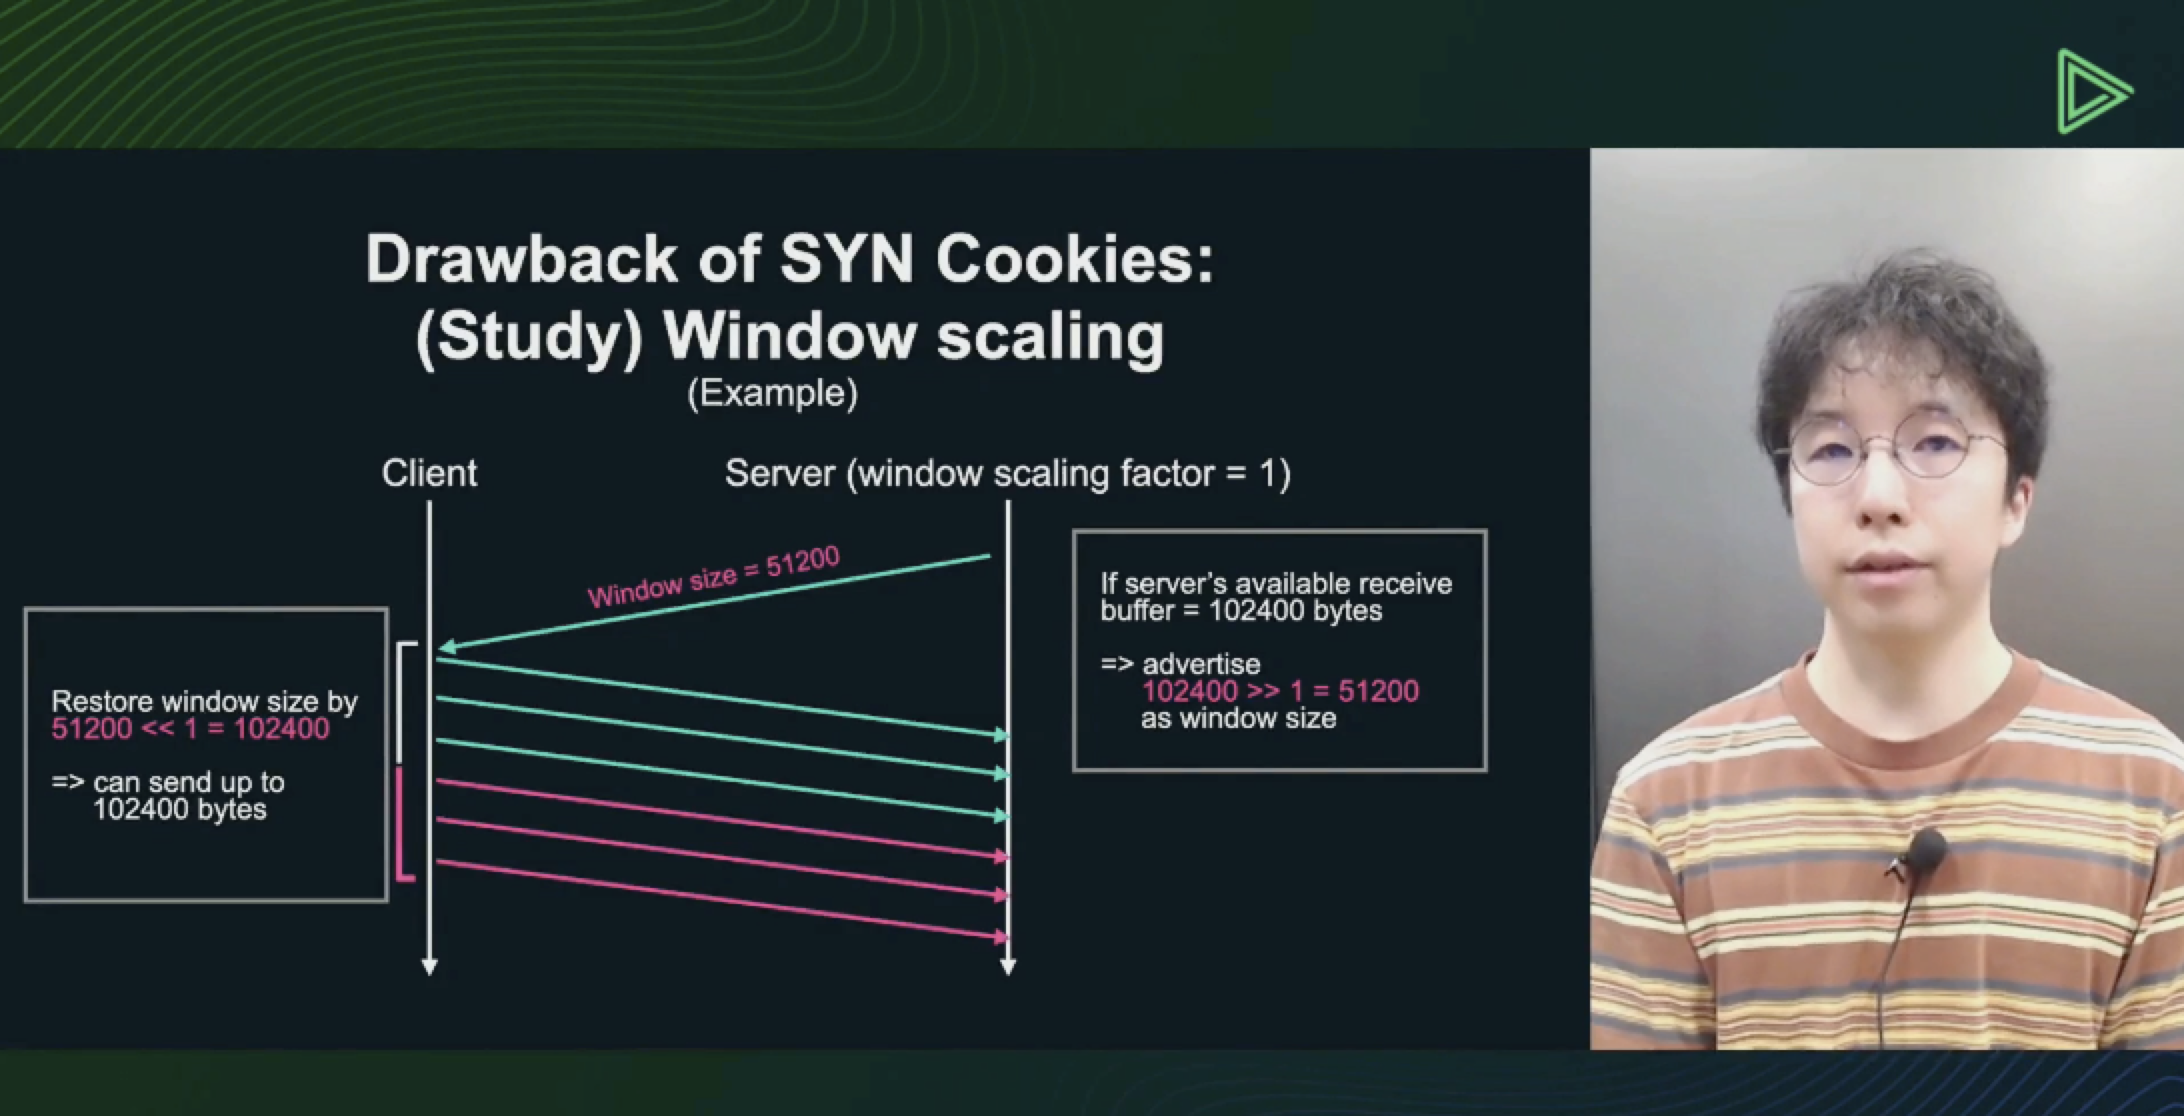 Drawback of SYN Cookies:
(Study) Window scaling
(Example)
Client
Server (window scaling factor = 1)
Window size = 51200
If server's available receive
buffer = 102400 bytes
=> advertise
102400 >> 1 = 51200
as window size
Restore window size by
51200 << 1 = 102400
=> can send up to
102400 bytes